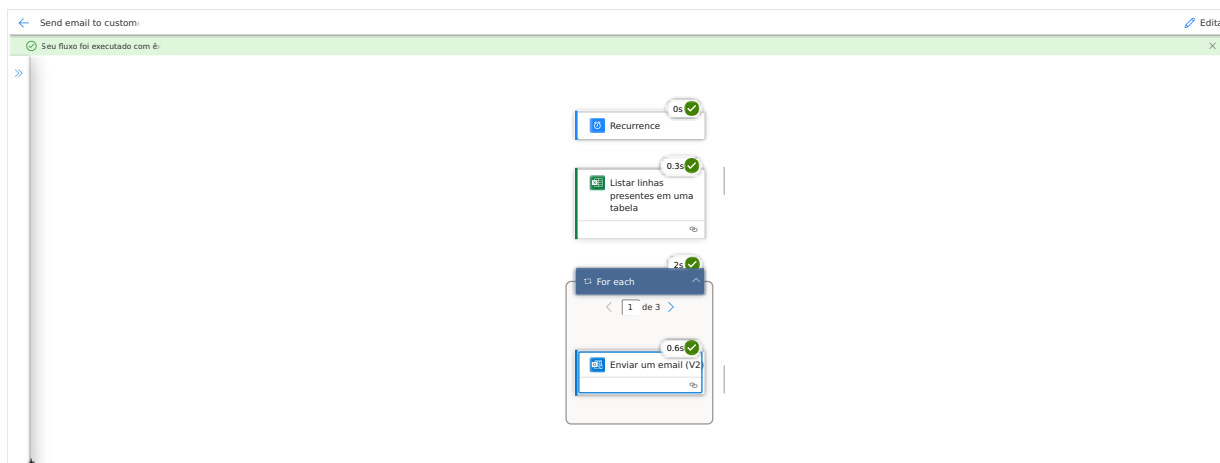 Send email to custom
Edita
Seu fluxo foi executado com ê
0s
Recurrence
0.3s
Listar linhas
presentes em uma
tabela
2s
For each
1 de 3
0.6s
Enviar um email (V2)